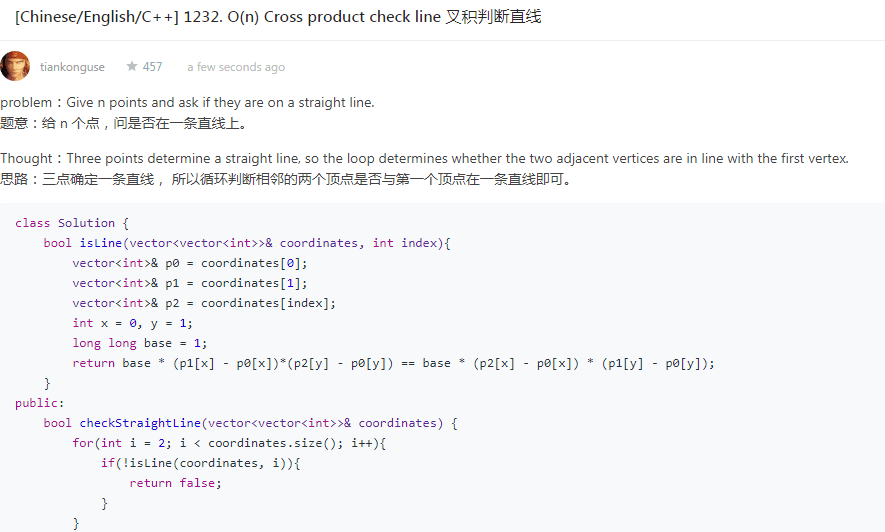 [Chinese/English/C++] 1232. O(n) Cross product check line 叉积判断直线
tiankonguse ★ 457 a few seconds ago
problem：Give n points and ask if they are on a straight line.
题意：给 n 个点，问是否在一条直线上。
Thought：Three points determine a straight line, so the loop determines whether the two adjacent vertices are in line with the first vertex.
思路：三点确定一条直线， 所以循环判断相邻的两个顶点是否与第一个顶点在一条直线即可。
class Solution {
    bool isLine(vector<vector<int>>& coordinates, int index){
        vector<int>& p0 = coordinates[0];
        vector<int>& p1 = coordinates[1];
        vector<int>& p2 = coordinates[index];
        int x = 0, y = 1;
        long long base = 1;
        return base * (p1[x] - p0[x])*(p2[y] - p0[y]) == base * (p2[x] - p0[x]) * (p1[y] - p0[y]);
    }
public:
    bool checkStraightLine(vector<vector<int>>& coordinates) {
        for(int i = 2; i < coordinates.size(); i++){
            if(!isLine(coordinates, i)){
                return false;
            }
        }